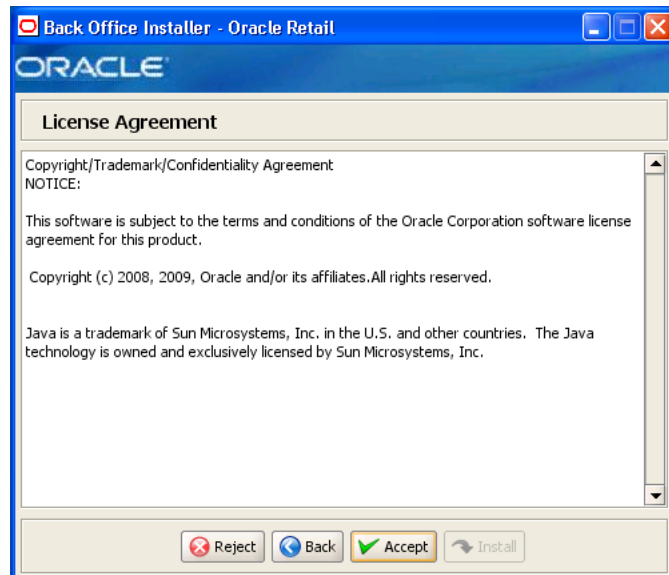 Back Office Installer - Oracle Retail
ORACLE
License Agreement
Copyright/Trademark/Confidentiality Agreement
NOTICE:
This software is subject to the terms and conditions of the Oracle Corporation software license
agreement for this product.
Copyright (c) 2008, 2009, Oracle and/or its affiliates.All rights reserved.
Java is a trademark of Sun Microsystems, Inc. in the U.S. and other countries.  The Java
technology is owned and exclusively licensed by Sun Microsystems, Inc.
Reject Back Accept Install